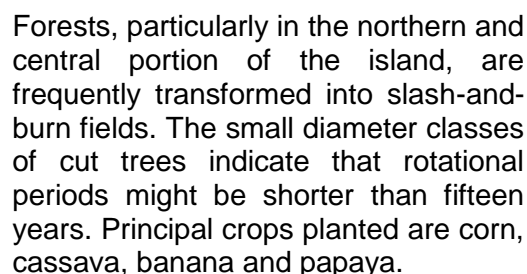 Forests, particularly in the northern and
central portion of the island, are
frequently transformed into slash-and-
burn fields. The small diameter classes
of cut trees indicate that rotational
periods might be shorter than fifteen
years. Principal crops planted are corn,
cassava, banana and papaya.